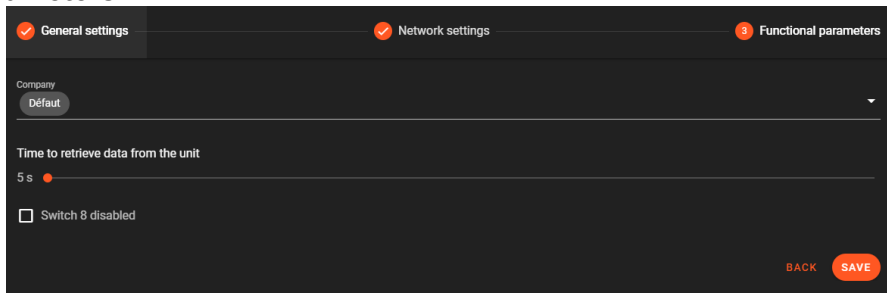 General settings
Network settings
3 Functional parameters
Company
Défaut
Time to retrieve data from the unit
5 s
Switch 8 disabled
BACK SAVE